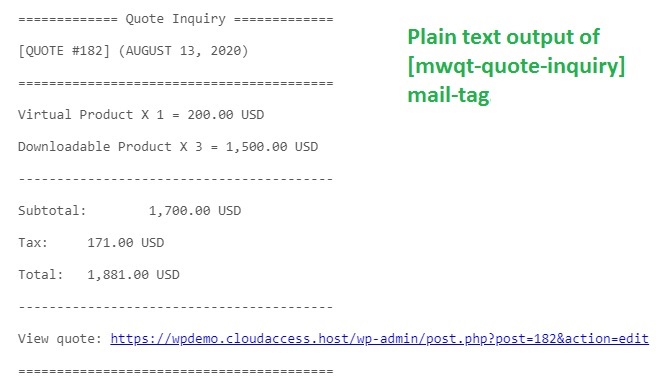 ============= Quote Inquiry =============
[QUOTE #182] (AUGUST 13, 2020)
=========================================
Virtual Product X 1 = 200.00 USD
Downloadable Product X 3 = 1,500.00 USD
-----------------------------------------
Subtotal:        1,700.00 USD
Tax:     171.00 USD
Total:   1,881.00 USD
-----------------------------------------
View quote: https://wpdemo.cloudaccess.host/wp-admin/post.php?post=182&action=edit
=========================================
Plain text output of
[mwqt-quote-inquiry]
mail-tag